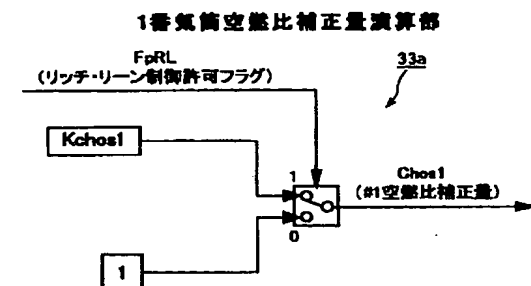 1番気筒空燃比補正量演算部
FpRL
(リッチ・リーン制御許可フラグ)
33a
Kchos1
1
Chos1
(#1空燃比補正量)
0
1